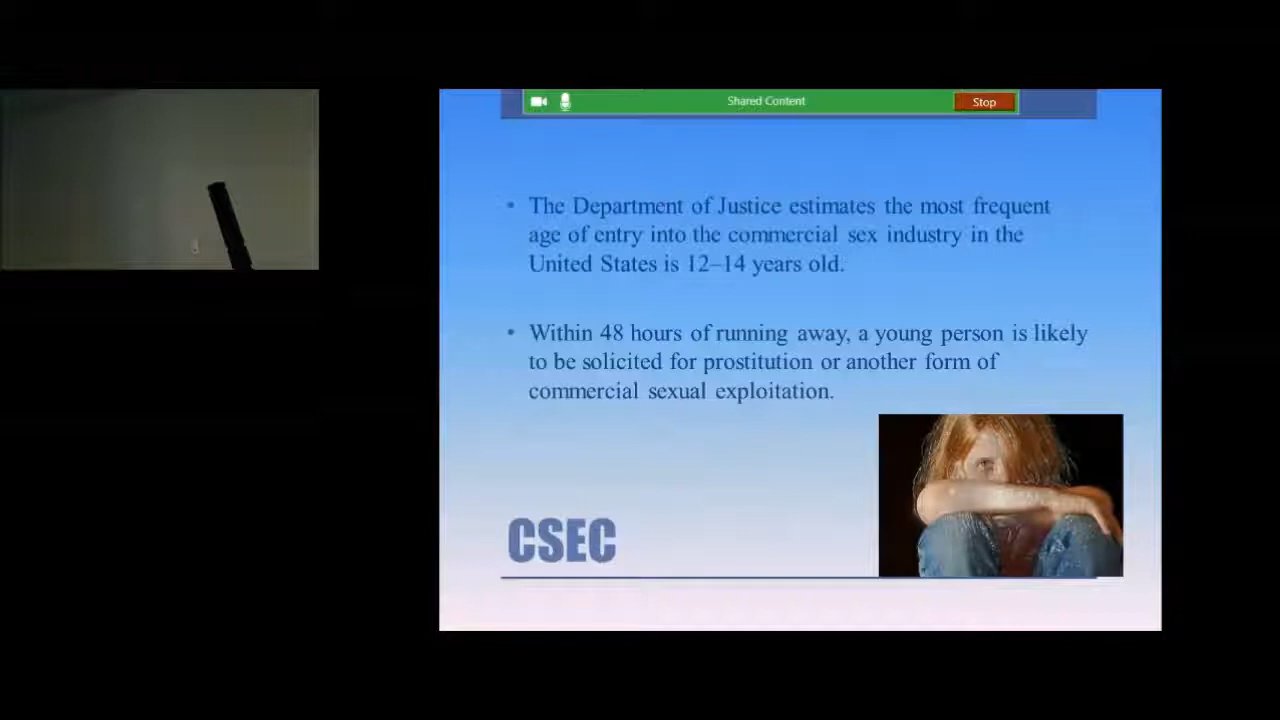 Shared Content
Stop
• The Department of Justice estimates the most frequent
age of entry into the commercial sex industry in the
United States is 12–14 years old.
• Within 48 hours of running away, a young person is likely
to be solicited for prostitution or another form of
commercial sexual exploitation.
CSEC